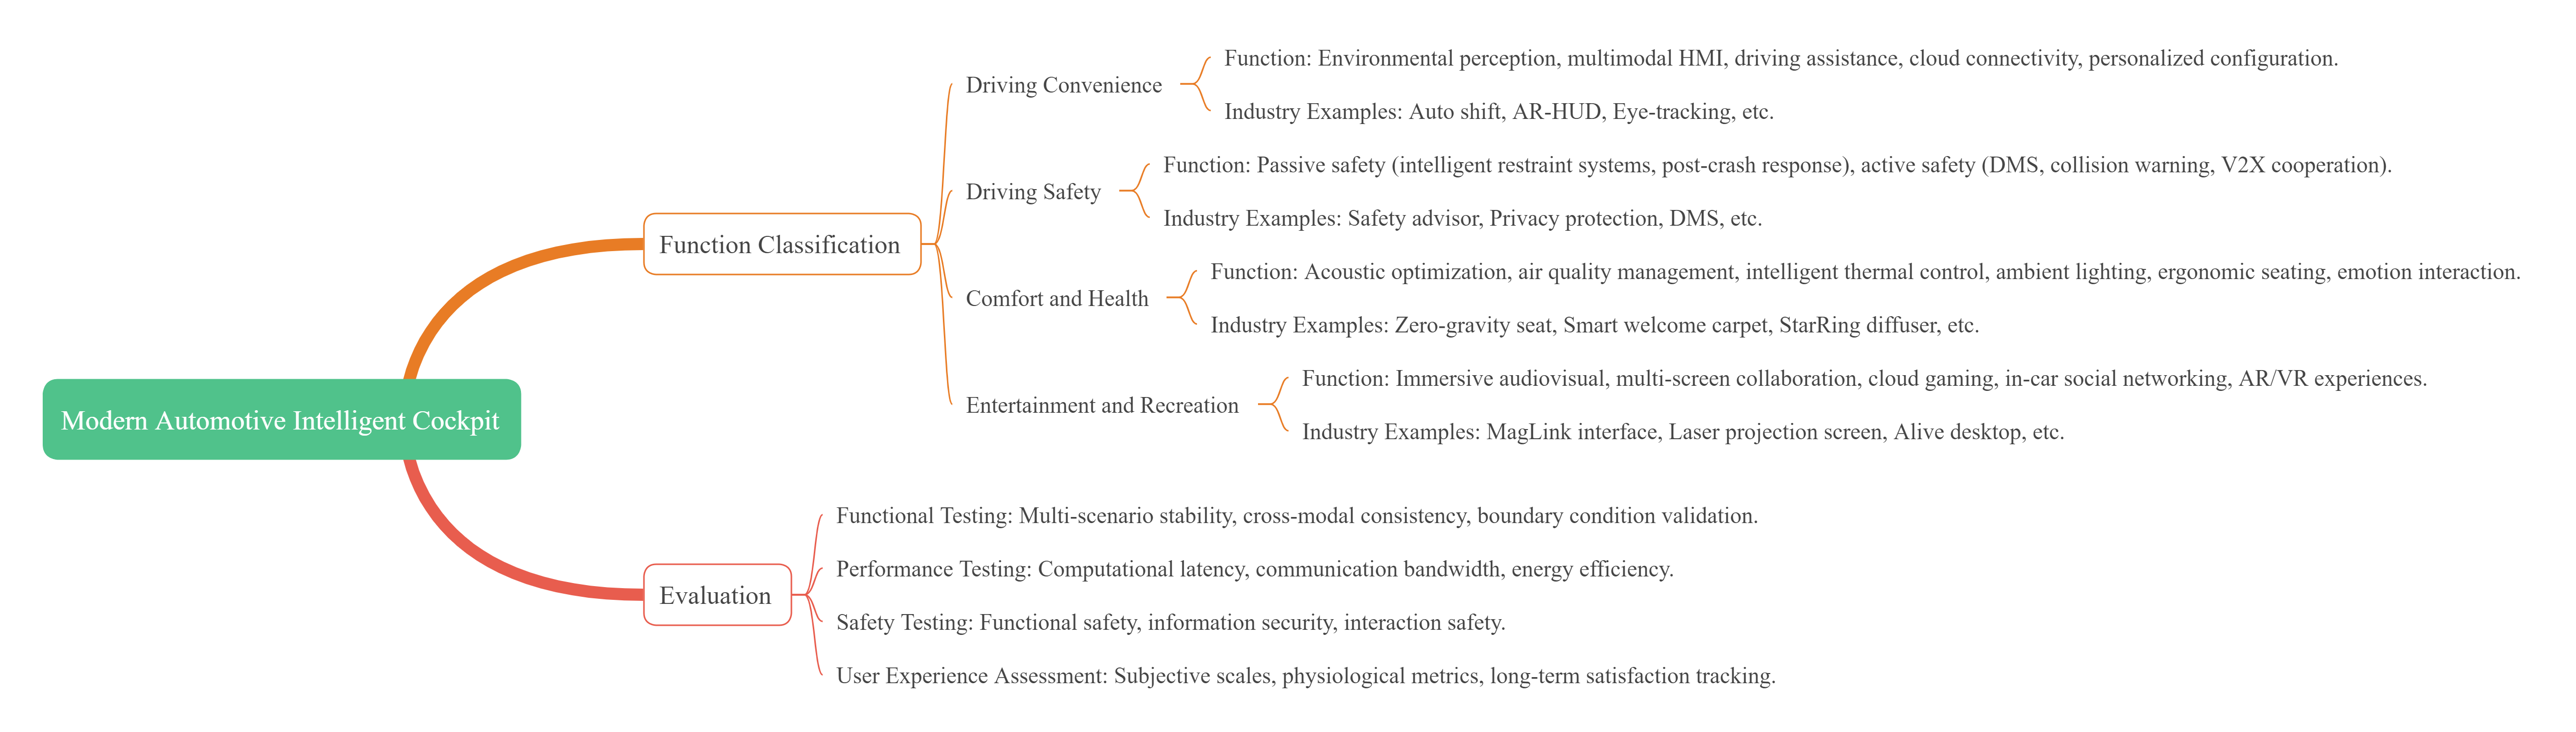 Modern Automotive Intelligent Cockpit
Function Classification
Driving Convenience
Function: Environmental perception, multimodal HMI, driving assistance, cloud connectivity, personalized configuration.
Industry Examples: Auto shift, AR-HUD, Eye-tracking, etc.
Driving Safety
Function: Passive safety (intelligent restraint systems, post-crash response), active safety (DMS, collision warning, V2X cooperation).
Industry Examples: Safety advisor, Privacy protection, DMS, etc.
Comfort and Health
Function: Acoustic optimization, air quality management, intelligent thermal control, ambient lighting, ergonomic seating, emotion interaction.
Industry Examples: Zero-gravity seat, Smart welcome carpet, StarRing diffuser, etc.
Entertainment and Recreation
Function: Immersive audiovisual, multi-screen collaboration, cloud gaming, in-car social networking, AR/VR experiences.
Industry Examples: MagLink interface, Laser projection screen, Alive desktop, etc.
Evaluation
Functional Testing: Multi-scenario stability, cross-modal consistency, boundary condition validation.
Performance Testing: Computational latency, communication bandwidth, energy efficiency.
Safety Testing: Functional safety, information security, interaction safety.
User Experience Assessment: Subjective scales, physiological metrics, long-term satisfaction tracking.